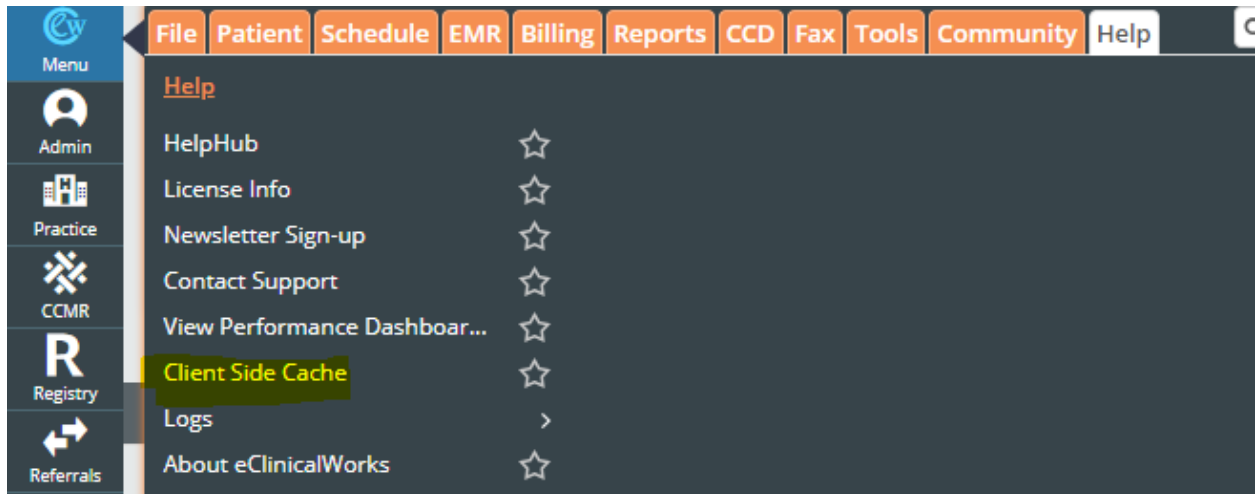 Menu
Admin
Practice
CCMR
R
Registry
Referrals
File Patient Schedule EMR Billing Reports CCD Fax Tools Community Help
Help
HelpHub
License Info
Newsletter Sign-up
Contact Support
View Performance Dashboar...
Client Side Cache
Logs
About eClinicalWorks